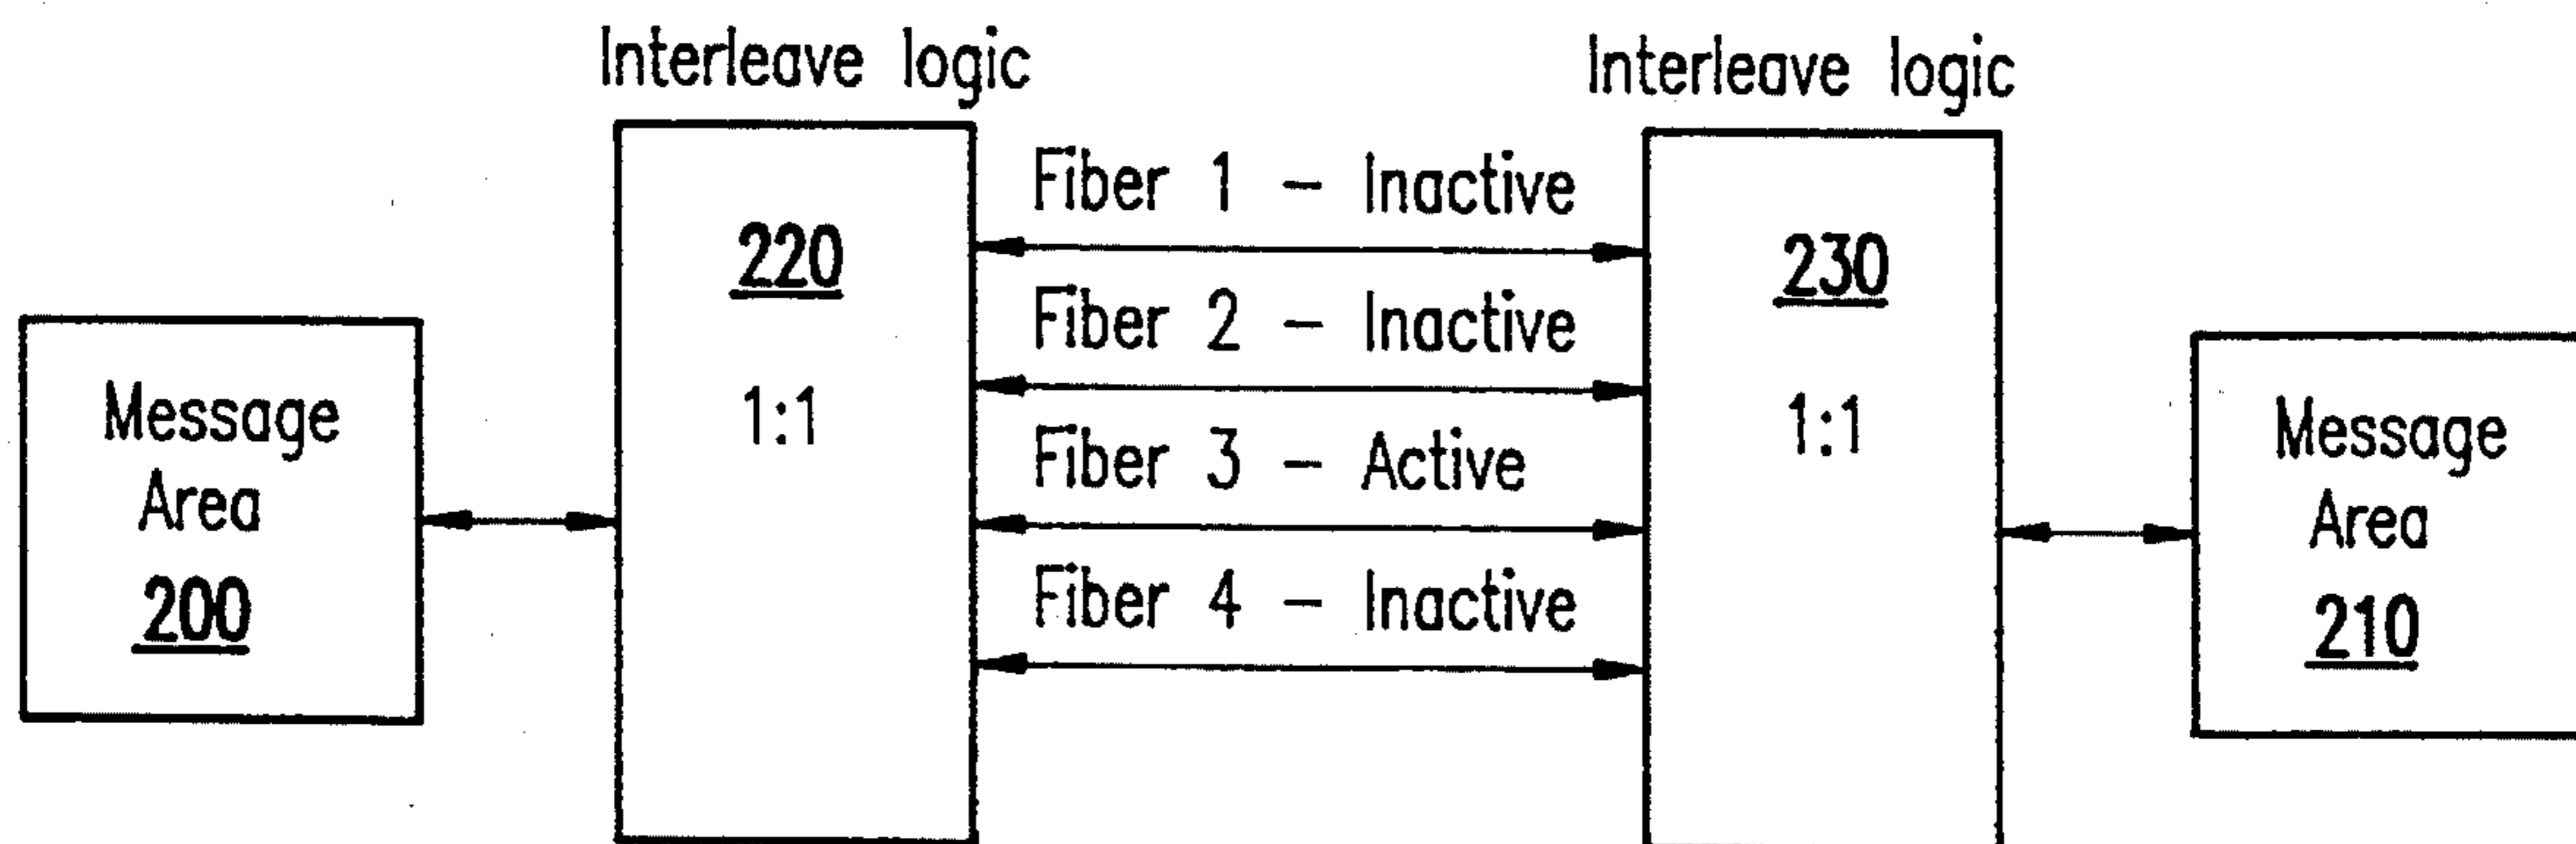 Interleave logic
Interleave logic
220
1:1
Fiber 1 – Inactive
Fiber 2 – Inactive
Fiber 3 – Active
Fiber 4 – Inactive
230
1:1
Message
Area
200
Message
Area
210